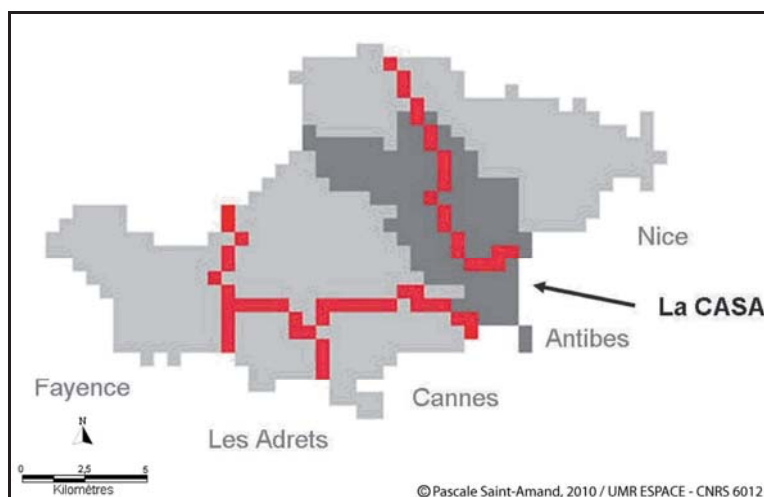 Nice
La CASA
Antibes
Fayence
Cannes
Les Adrets
N
0 2,5 5
Kilomètres
© Pascale Saint-Amand, 2010 / UMR ESPACE - CNRS 6012